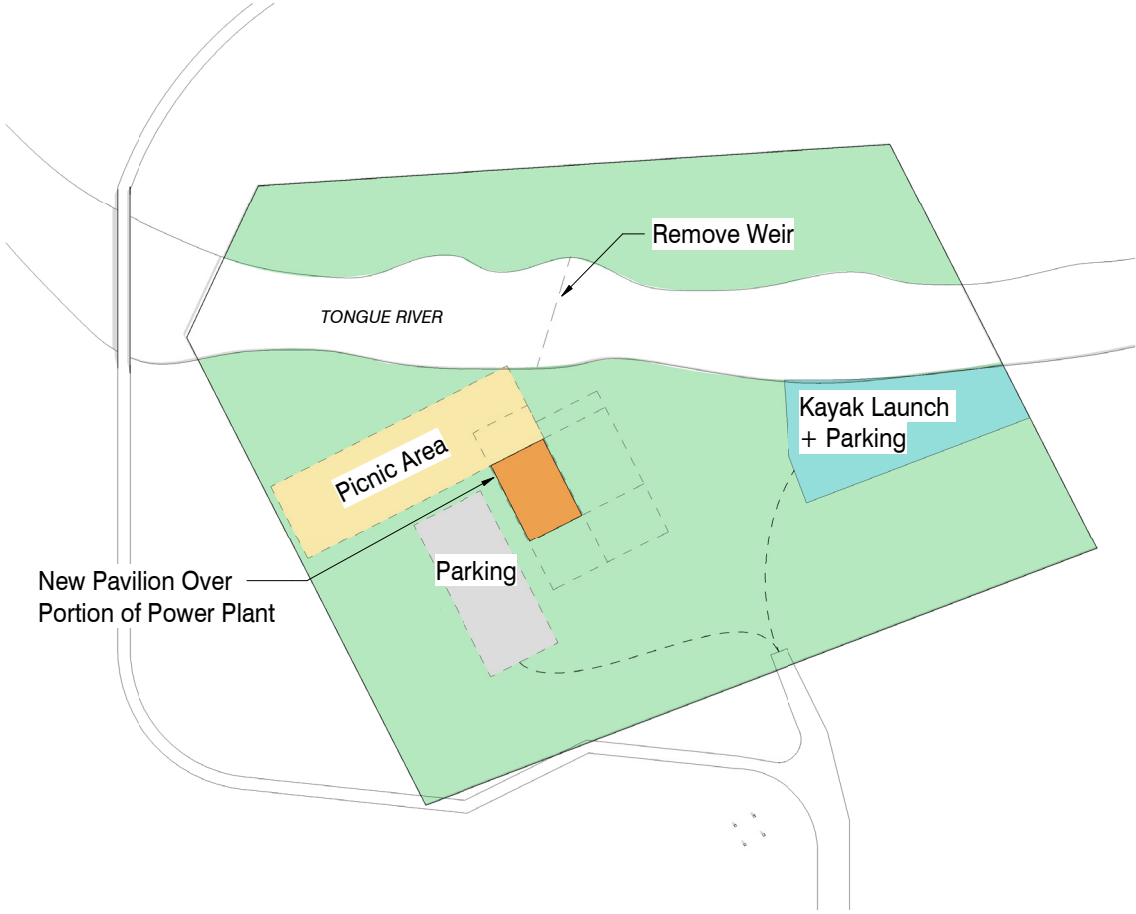 Remove Weir
TONGUE RIVER
Kayak Launch
+ Parking
Picnic Area
Parking
New Pavilion Over
Portion of Power Plant